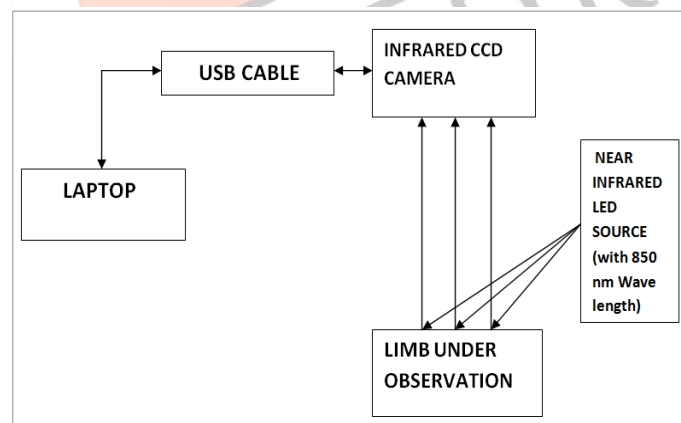 INFRARED CCD
CAMERA
USB CABLE
LAPTOP
NEAR
INFRARED
LED
SOURCE
(with 850
nm Wave
length)
LIMB UNDER
OBSERVATION